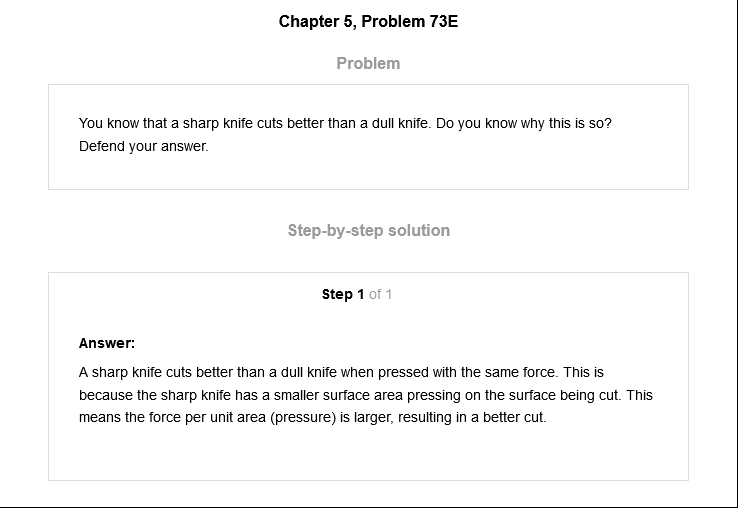 Chapter 5, Problem 73E
Problem
You know that a sharp knife cuts better than a dull knife. Do you know why this is so?
Defend your answer.
Step-by-step solution
Step 1 of 1
Answer:
A sharp knife cuts better than a dull knife when pressed with the same force. This is
because the sharp knife has a smaller surface area pressing on the surface being cut. This
means the force per unit area (pressure) is larger, resulting in a better cut.